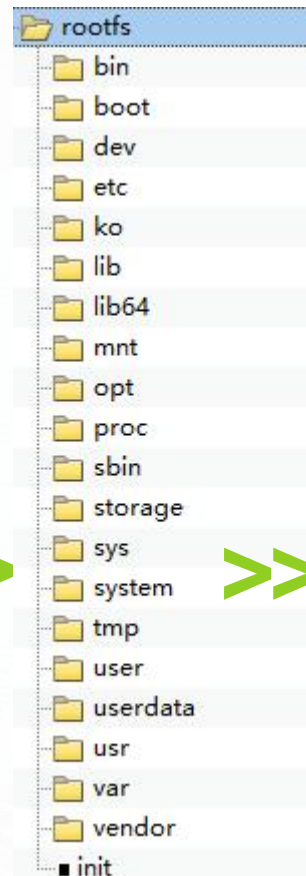 rootfs
bin
boot
dev
etc
ko
lib
lib64
mnt
opt
proc
sbin
storage
sys
system
>>
tmp
user
userdata
usr
var
vendor
init